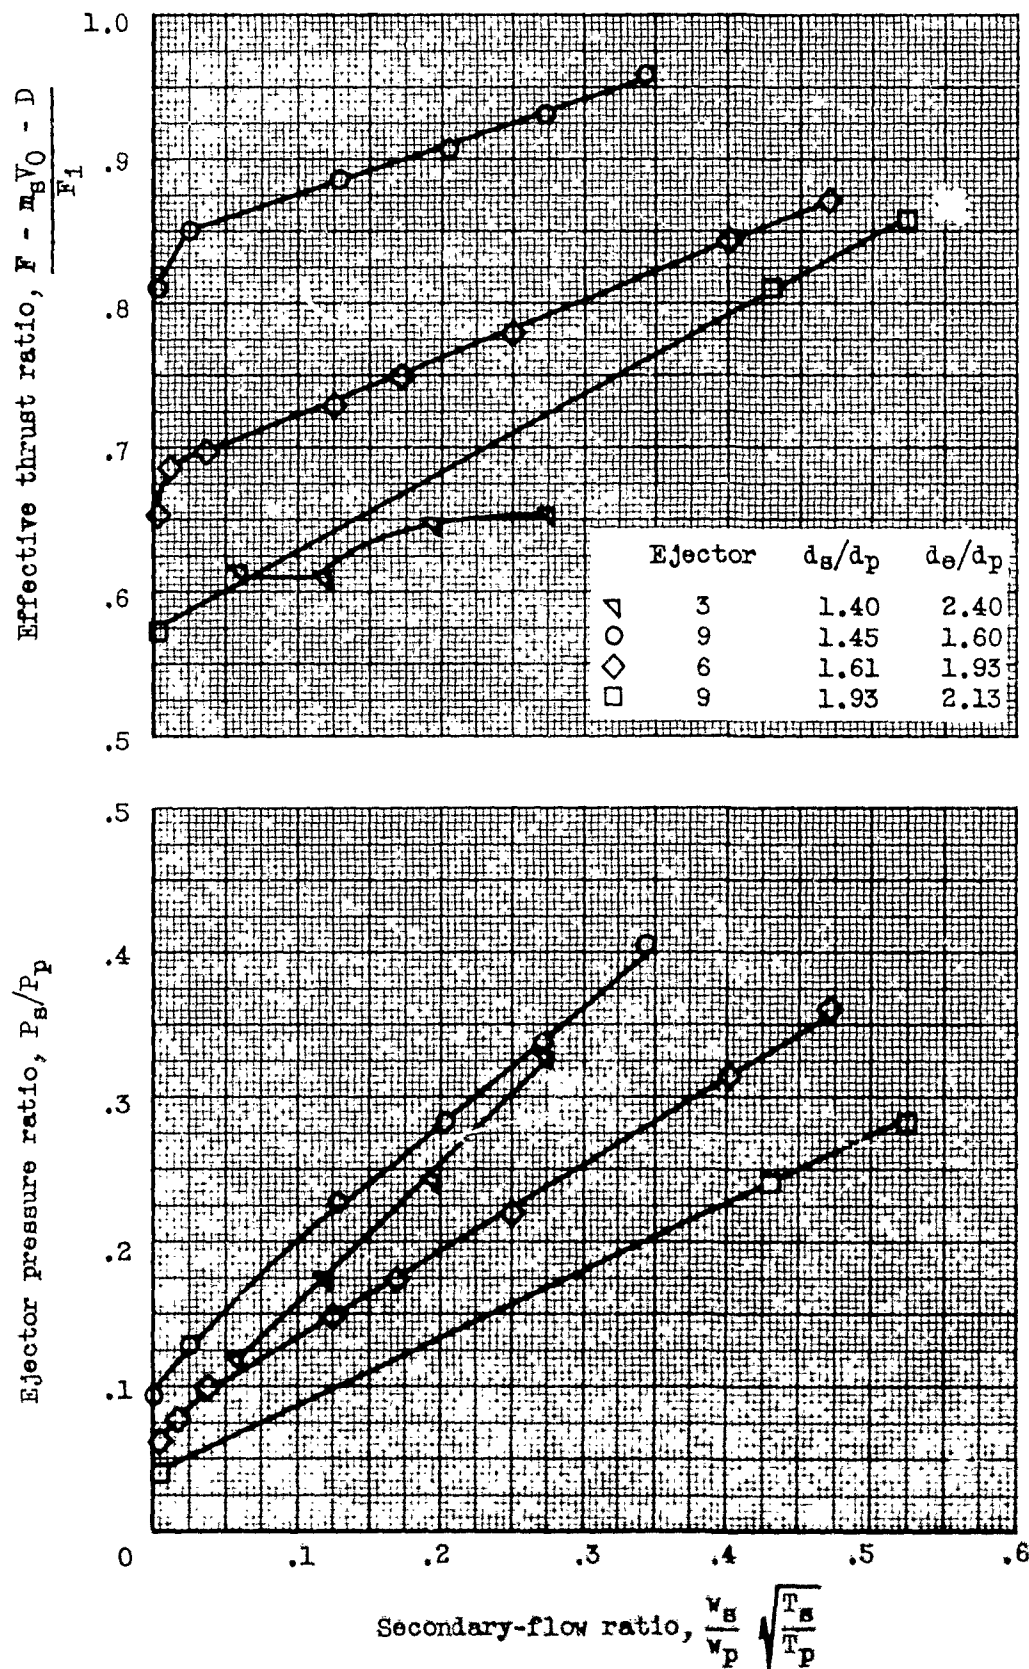 1.0
.9
.8
.7
.6
.5
Effective thrust ratio, F - m_sV_0 - D / F_i
Ejector d_s/d_p d_e/d_p
3 1.40 2.40
9 1.45 1.60
6 1.61 1.93
9 1.93 2.13
.5
.4
.3
.2
.1
0
Ejector pressure ratio, P_s/P_p
.1 .2 .3 .4 .5 .6
Secondary-flow ratio, w_s/w_p √T_s/T_p